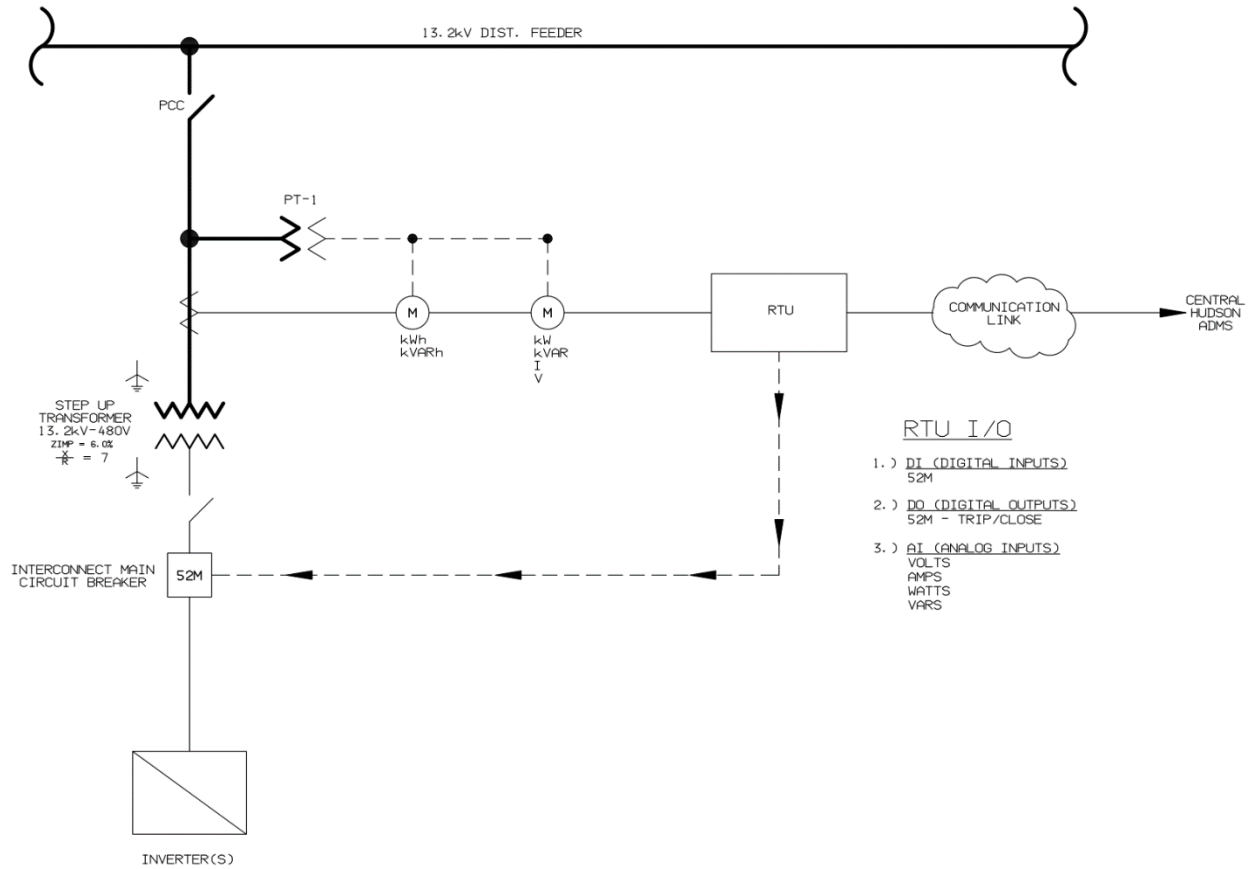 13.2kV DIST. FEEDER
PCC
PT-1
M
M
kWh
kVARh
kW
kVAR
I
V
RTU
COMMUNICATION
LINK
CENTRAL
HUDSON
ADMS
STEP UP
TRANSFORMER
13.2kV-480V
ZIMP = 6.0%
X/R = 7
RTU I/O
1.) DI (DIGITAL INPUTS)
52M
2.) DO (DIGITAL OUTPUTS)
52M - TRIP/CLOSE
3.) AI (ANALOG INPUTS)
VOLTS
AMPS
WATTS
VARS
INTERCONNECT MAIN
CIRCUIT BREAKER
52M
INVERTER(S)